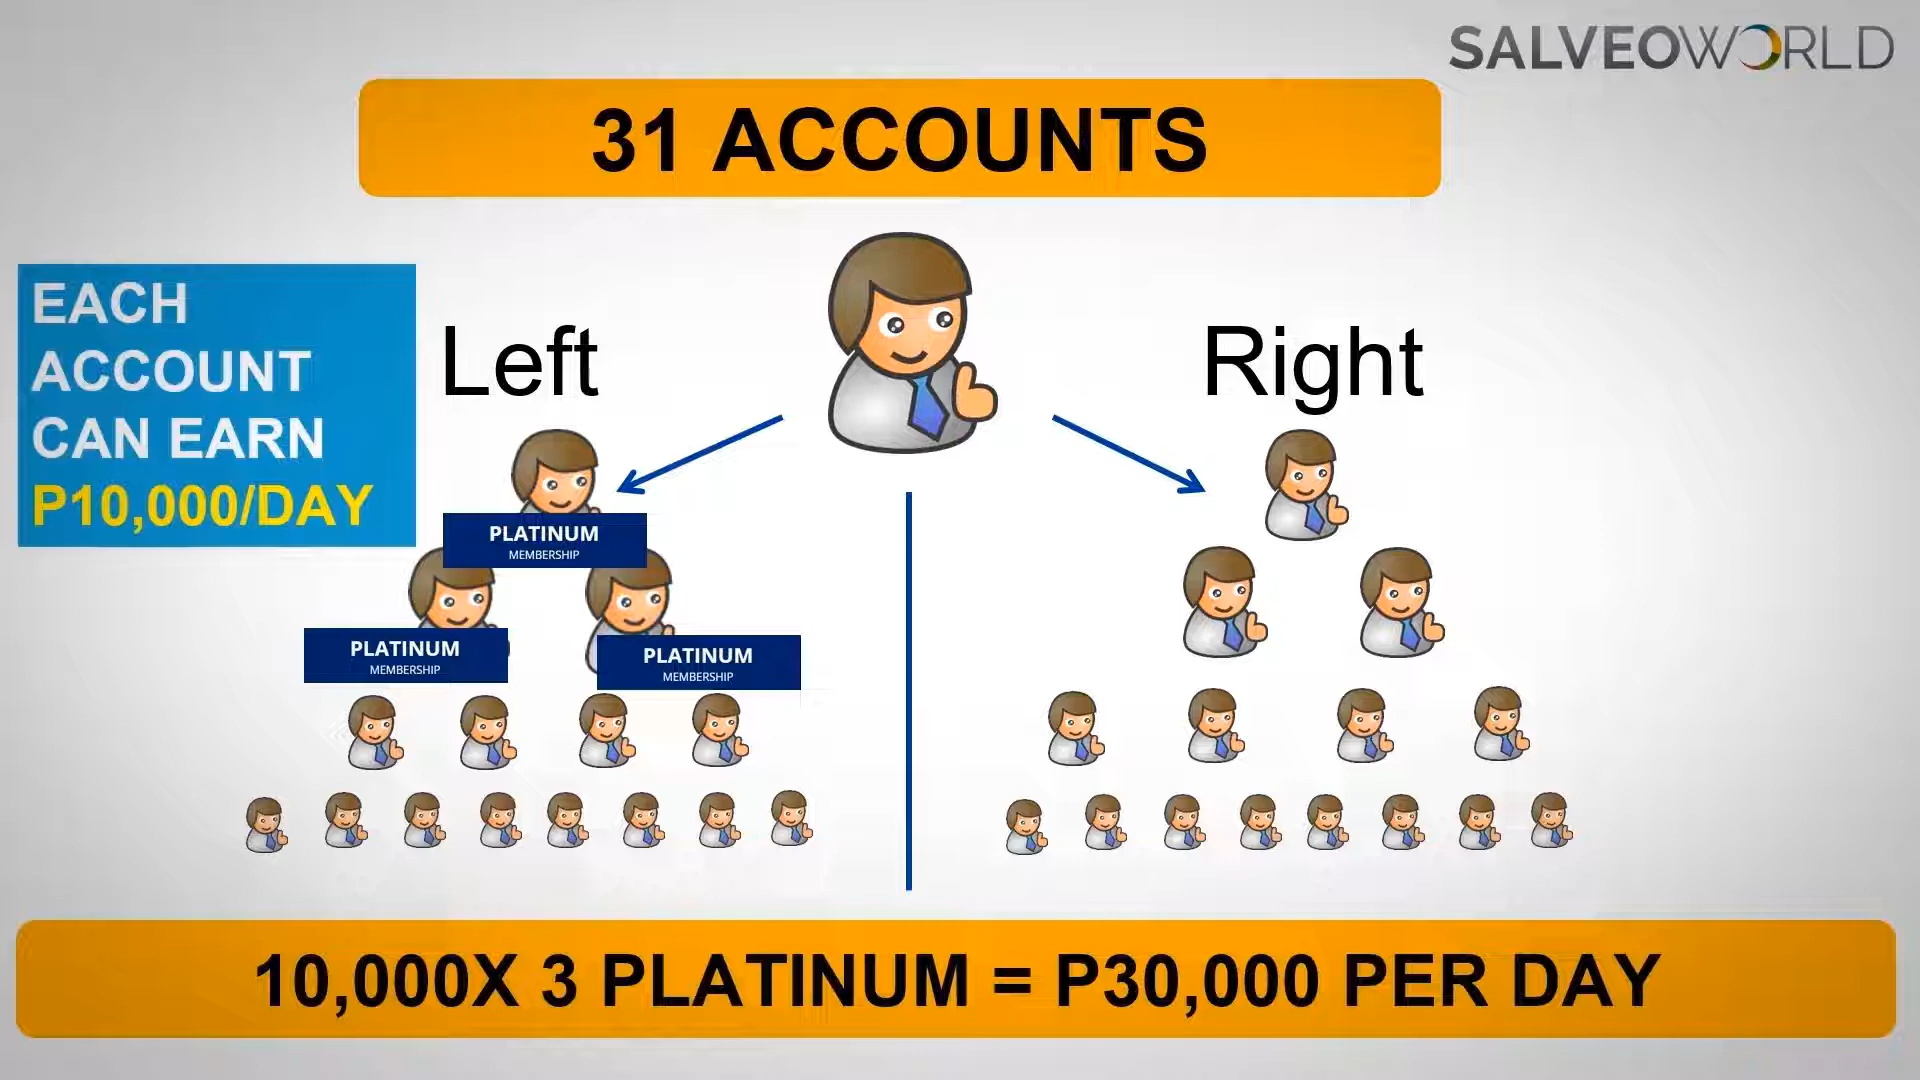 SALVEOWORLD
31 ACCOUNTS
EACH
ACCOUNT
CAN EARN
P10,000/DAY
Left
Right
PLATINUM
MEMBERSHIP
PLATINUM
MEMBERSHIP
PLATINUM
MEMBERSHIP
10,000X 3 PLATINUM = P30,000 PER DAY